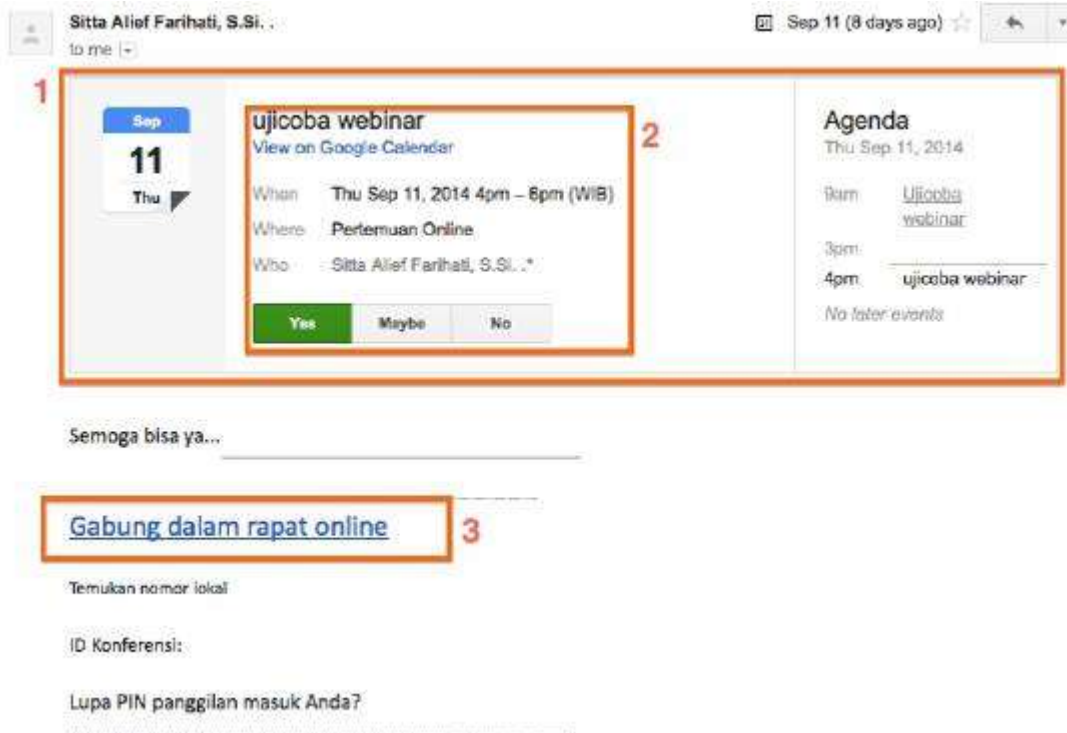 Sitta Alief Farihati, S.Si. .
Sep 11 (8 days ago)
to me
1
Sep
11
Thu
ujicoba webinar
View on Google Calendar
When Thu Sep 11, 2014 4pm – 6pm (WIB)
Where Pertemuan Online
Who Sitta Alief Farihati, S.Si. .*
Yes Maybe No
2
Agenda
Thu Sep 11, 2014
9am Ujicoba
webinar
3pm
4pm ujicoba webinar
No later events
Semoga bisa ya...
Gabung dalam rapat online
3
Temukan nomor lokal
ID Konferensi:
Lupa PIN panggilan masuk Anda?